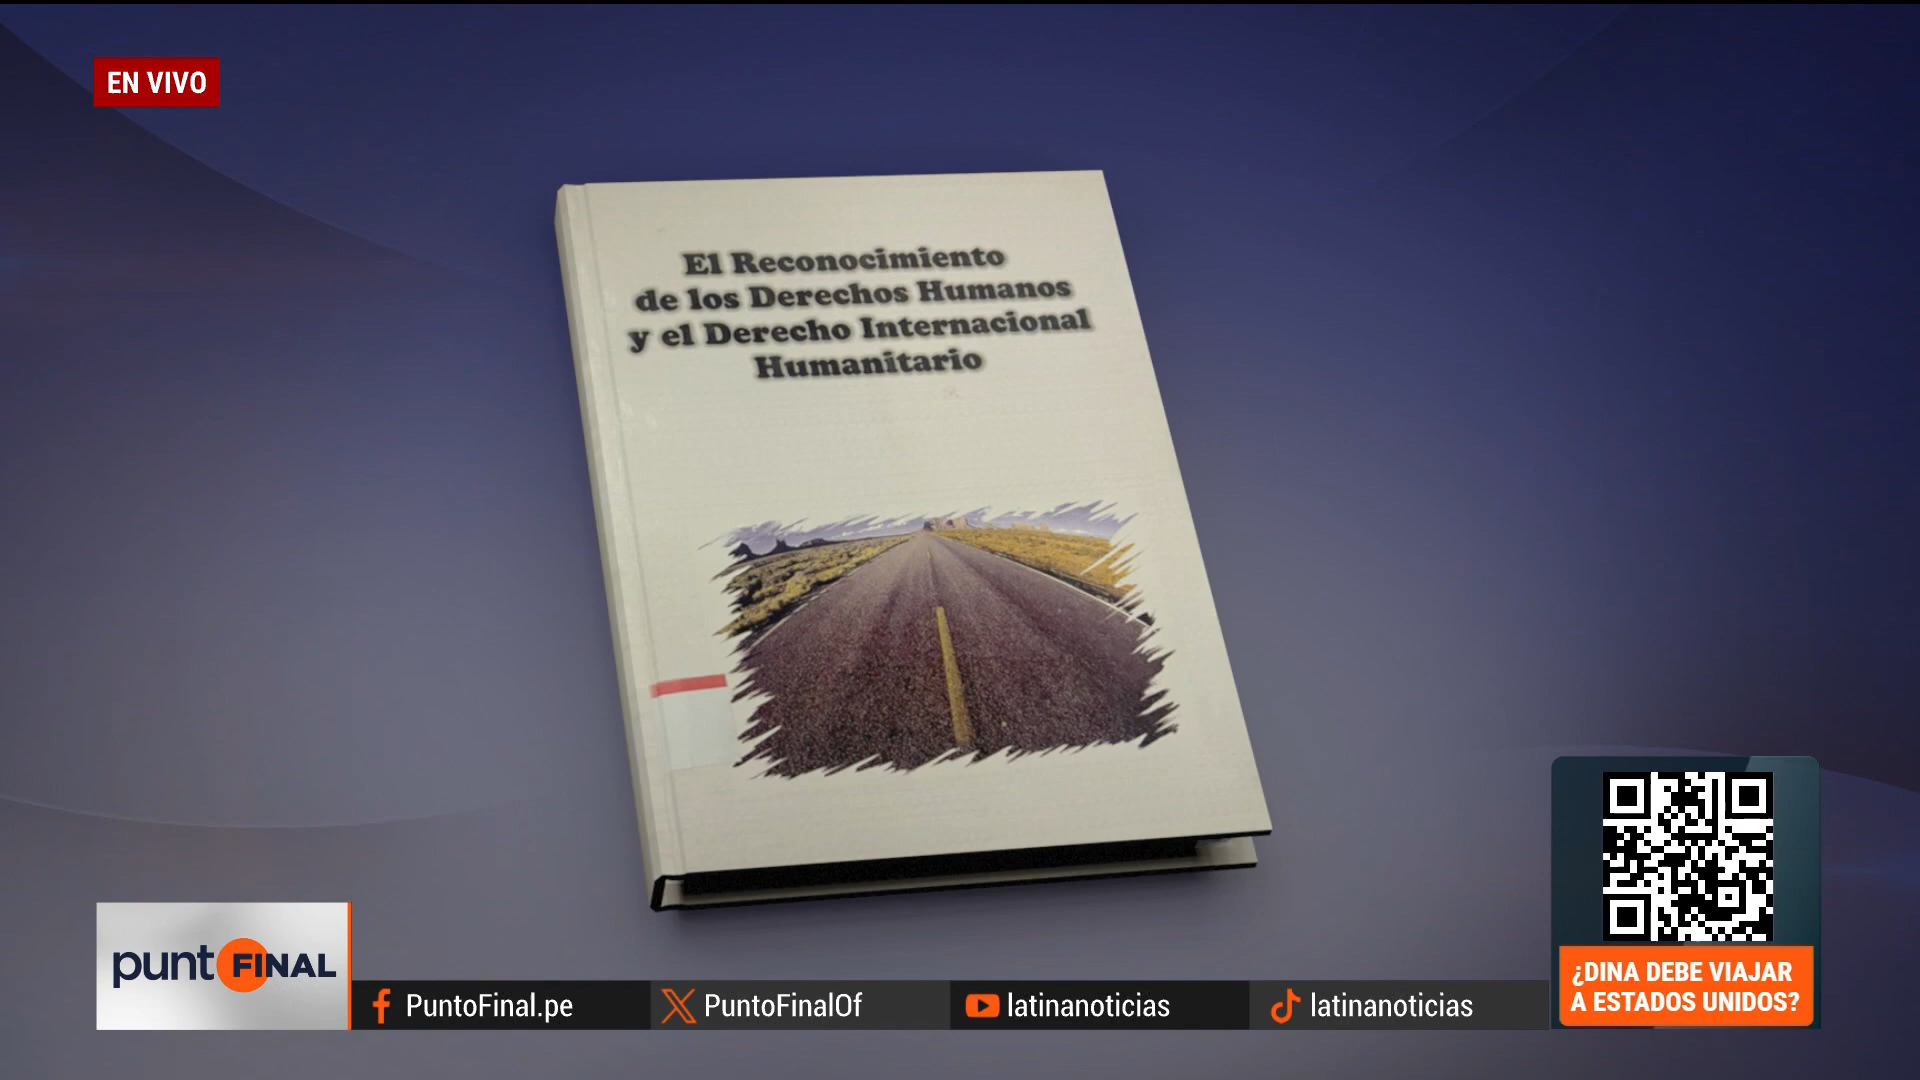 EN VIVO
El Reconocimiento
de los Derechos Humanos
y el Derecho Internacional
Humanitario
punto FINAL
PuntoFinal.pe
PuntoFinalOf
latinanoticias
latinanoticias
¿DINA DEBE VIAJAR
A ESTADOS UNIDOS?